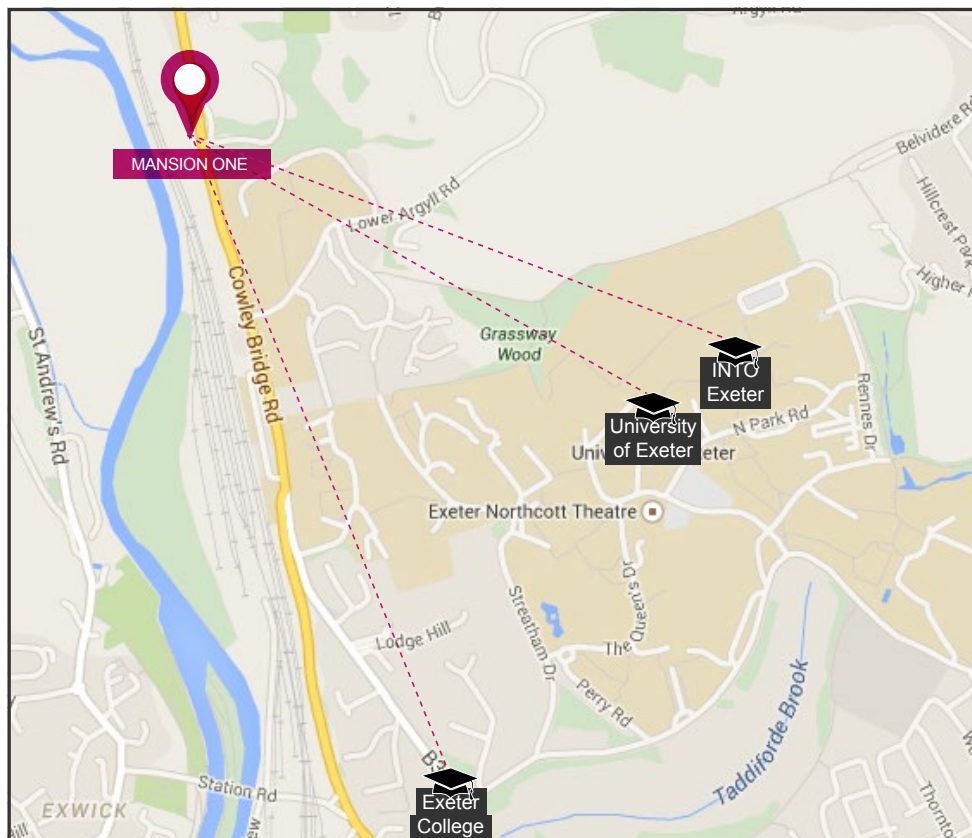 Argyll Rd
MANSION ONE
Belvidere Rd
Hillcrest Park
Lower Argyll Rd
Higher
Cowley Bridge Rd
St Andrew's Rd
Grassway
Wood
INTO
Exeter
Rennes Dr
N Park Rd
University
of Exeter
Exeter Northcott Theatre
The Queen's Dr
Streatham Dr
Lodge Hill
Perry Rd
Taddiforde Brook
Station Rd
EXWICK
Exeter
College